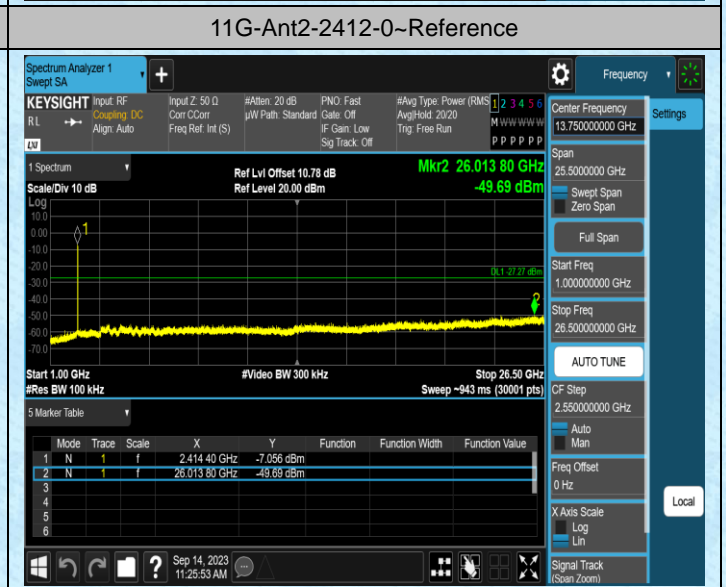 11G-Ant2-2412-0~Reference
Spectrum Analyzer 1
Swept SA
Frequency
KEYSIGHT
RL
LXI
Input: RF
Coupling: DC
Align: Auto
Input Z: 50 Ω
Corr CCorr
Freq Ref: Int (S)
#Atten: 20 dB
µW Path: Standard
PNO: Fast
Gate: Off
IF Gain: Low
Sig Track: Off
#Avg Type: Power (RMS
Avg|Hold: 20/20
Trig: Free Run
1 2 3 4 5 6
M W W W W W
P P P P P P
Center Frequency
13.750000000 GHz
Settings
Span
25.5000000 GHz
Swept Span
Zero Span
Full Span
Start Freq
1.000000000 GHz
Stop Freq
26.500000000 GHz
AUTO TUNE
CF Step
2.550000000 GHz
Auto
Man
Freq Offset
0 Hz
X Axis Scale
Log
Lin
Signal Track
(Span Zoom)
Local
1 Spectrum
Scale/Div 10 dB
Ref Lvl Offset 10.78 dB
Ref Level 20.00 dBm
Mkr2 26.013 80 GHz
-49.69 dBm
Log
10.0
0.00
-10.0
-20.0
-30.0
-40.0
-50.0
-60.0
-70.0
1
DL1 -27.27 dBm
2
Start 1.00 GHz
#Res BW 100 kHz
#Video BW 300 kHz
Stop 26.50 GHz
Sweep ~943 ms (30001 pts)
5 Marker Table
Mode Trace Scale X Y Function Function Width Function Value
1 N 1 f 2.414 40 GHz -7.056 dBm
2 N 1 f 26.013 80 GHz -49.69 dBm
3
4
5
6
?
Sep 14, 2023
11:25:53 AM